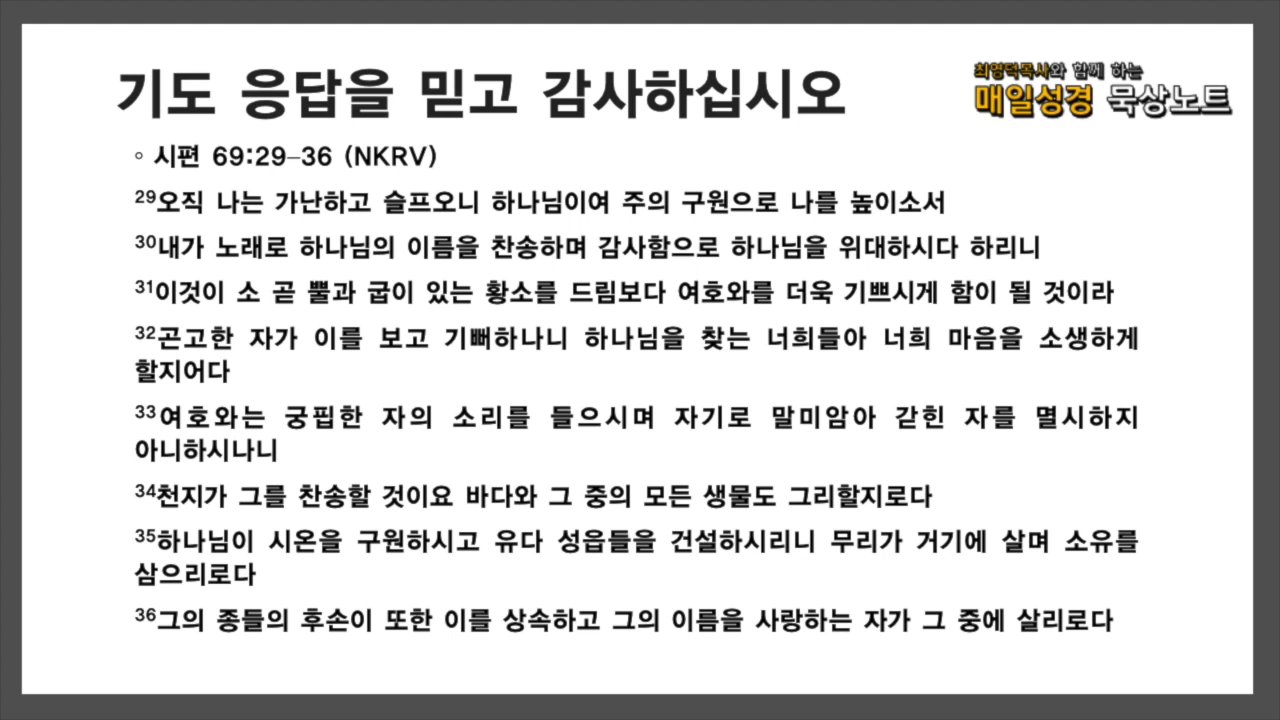 기도 응답을 믿고 감사하십시오
최영덕목사와 함께 하는
매일성경 묵상노트
◦ 시편 69:29–36 (NKRV)
29오직 나는 가난하고 슬프오니 하나님이여 주의 구원으로 나를 높이소서
30내가 노래로 하나님의 이름을 찬송하며 감사함으로 하나님을 위대하시다 하리니
31이것이 소 곧 뿔과 굽이 있는 황소를 드림보다 여호와를 더욱 기쁘시게 함이 될 것이라
32곤고한 자가 이를 보고 기뻐하나니 하나님을 찾는 너희들아 너희 마음을 소생하게
할지어다
33여호와는 궁핍한 자의 소리를 들으시며 자기로 말미암아 갇힌 자를 멸시하지
아니하시나니
34천지가 그를 찬송할 것이요 바다와 그 중의 모든 생물도 그리할지로다
35하나님이 시온을 구원하시고 유다 성읍들을 건설하시리니 무리가 거기에 살며 소유를
삼으리로다
36그의 종들의 후손이 또한 이를 상속하고 그의 이름을 사랑하는 자가 그 중에 살리로다